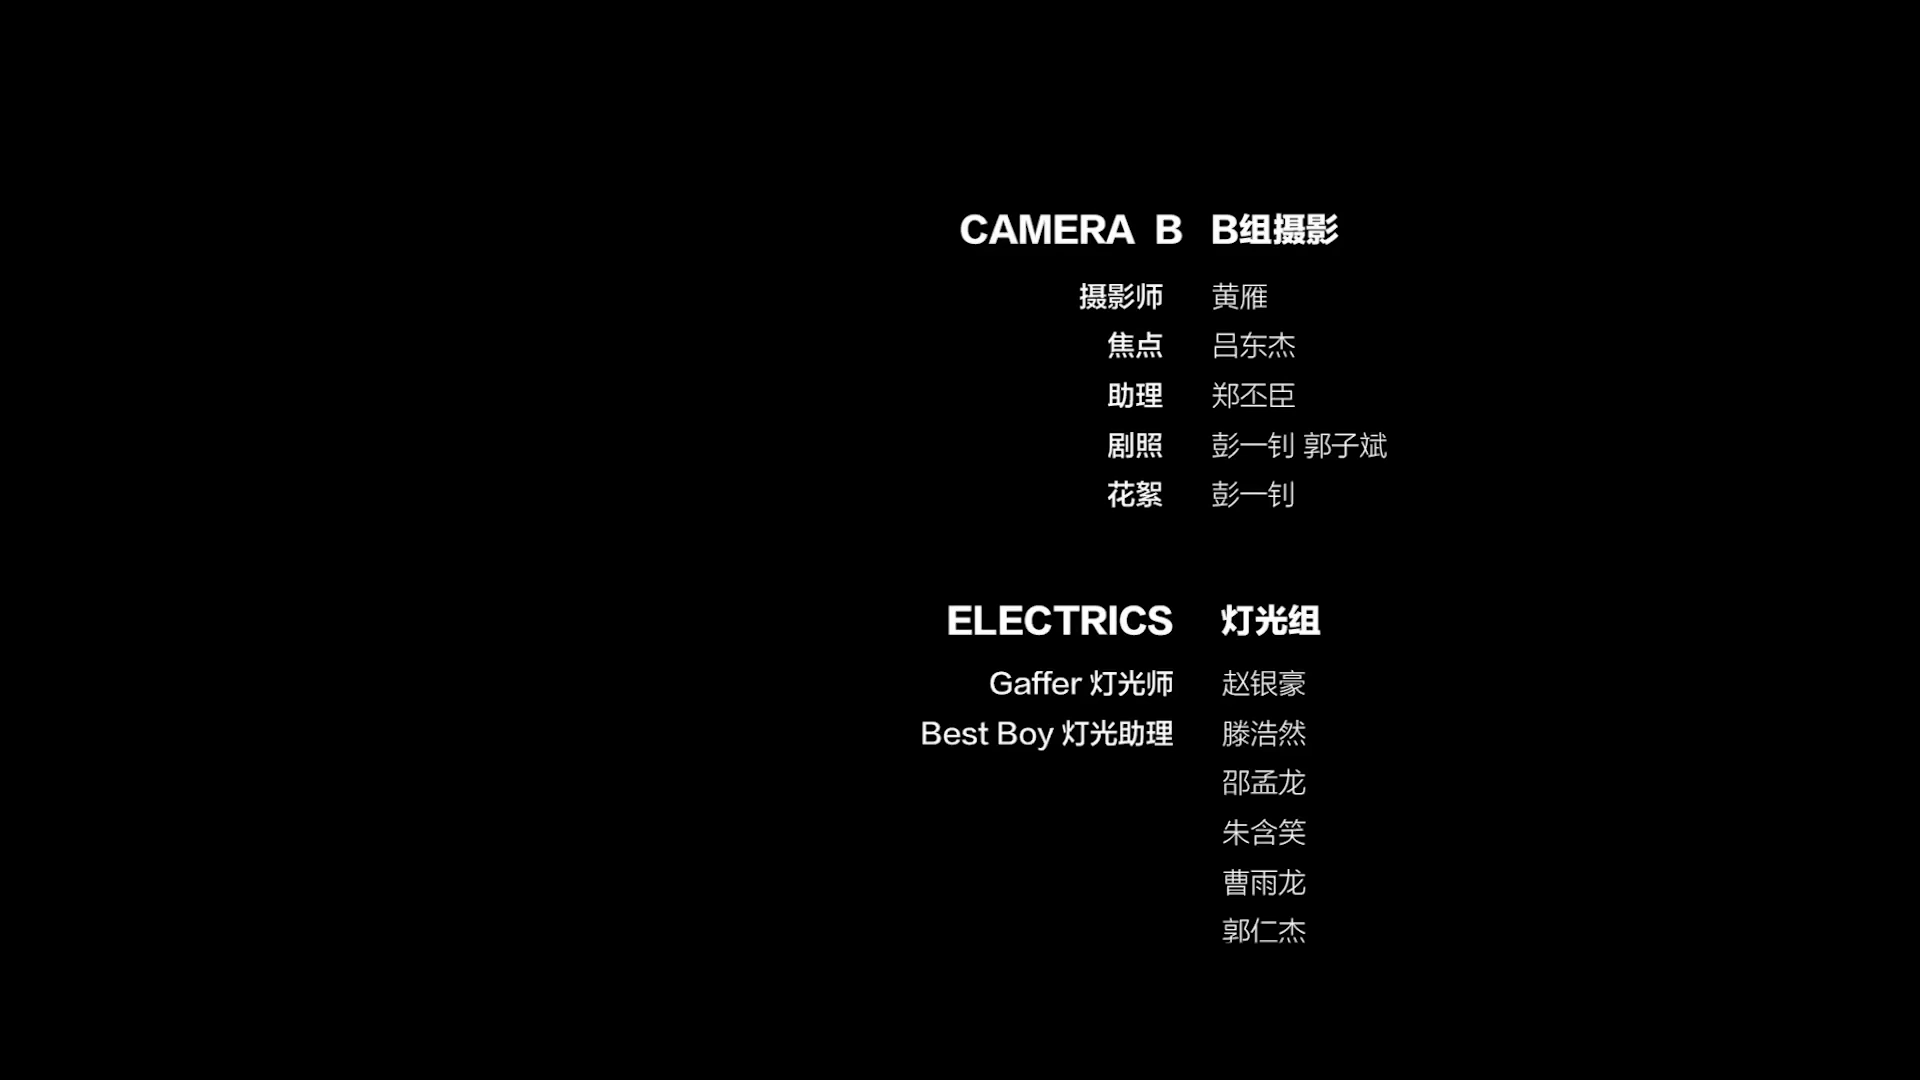 CAMERA B B组摄影
摄影师 黄雁
焦点 吕东杰
助理 郑丕臣
剧照 彭一钊 郭子斌
花絮 彭一钊
ELECTRICS 灯光组
Gaffer 灯光师 赵银豪
Best Boy 灯光助理 滕浩然
邵孟龙
朱含笑
曹雨龙
郭仁杰